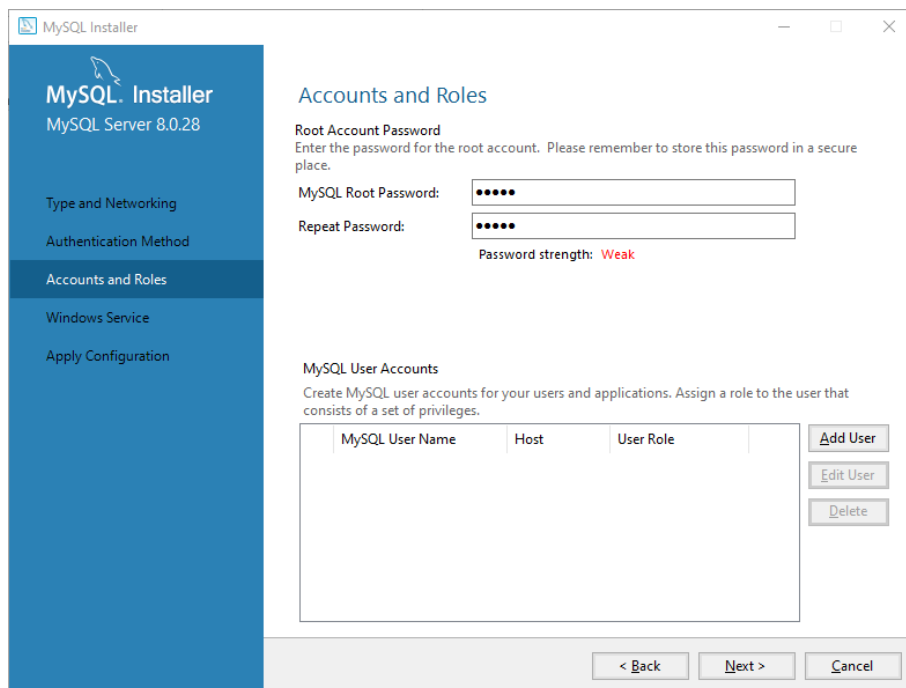 MySQL Installer
MySQL. Installer
MySQL Server 8.0.28
Type and Networking
Authentication Method
Accounts and Roles
Windows Service
Apply Configuration
Accounts and Roles
Root Account Password
Enter the password for the root account.  Please remember to store this password in a secure
place.
MySQL Root Password: •••••
Repeat Password: •••••
Password strength: Weak
MySQL User Accounts
Create MySQL user accounts for your users and applications. Assign a role to the user that
consists of a set of privileges.
MySQL User Name Host User Role
Add User
Edit User
Delete
< Back Next > Cancel